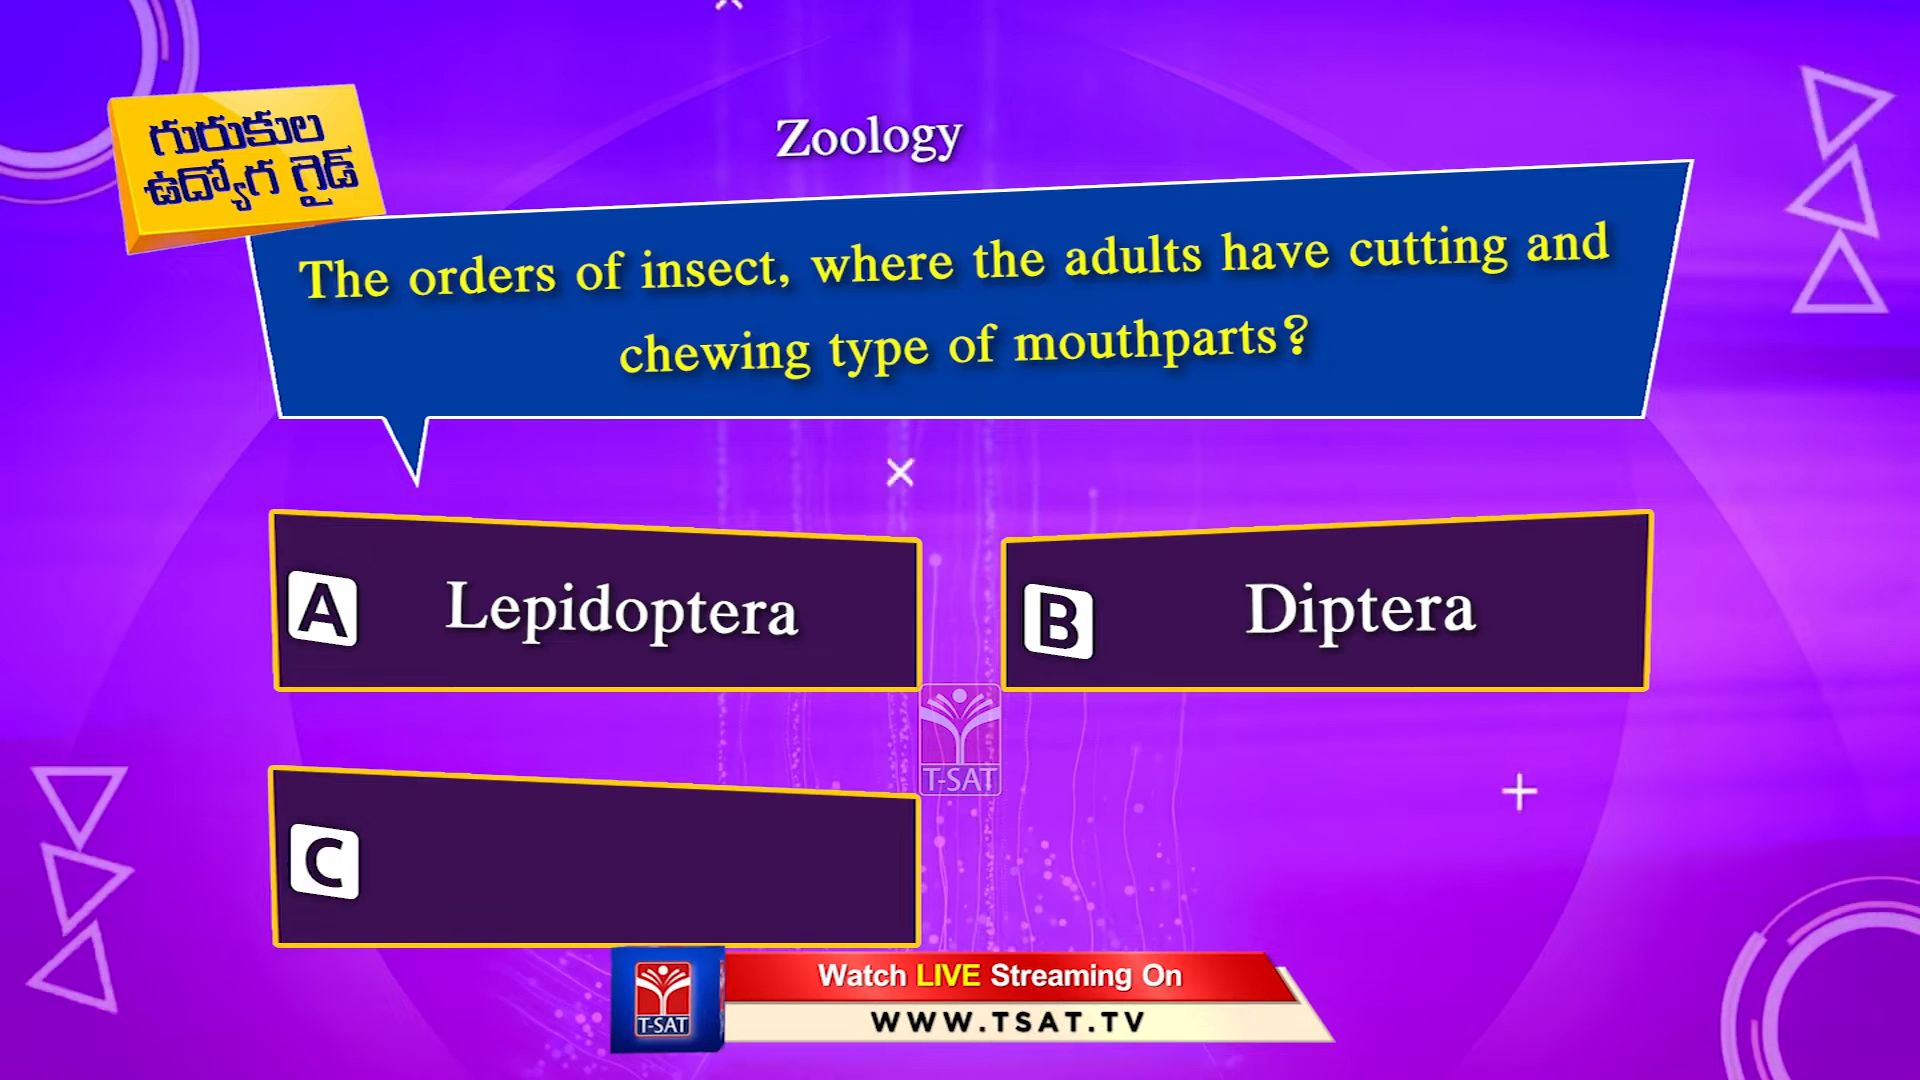 గురుకుల
ఉద్యోగ గైడ్
Zoology
The orders of insect, where the adults have cutting and
chewing type of mouthparts?
A Lepidoptera
B Diptera
T-SAT
C
T-SAT
Watch LIVE Streaming On
WWW.TSAT.TV